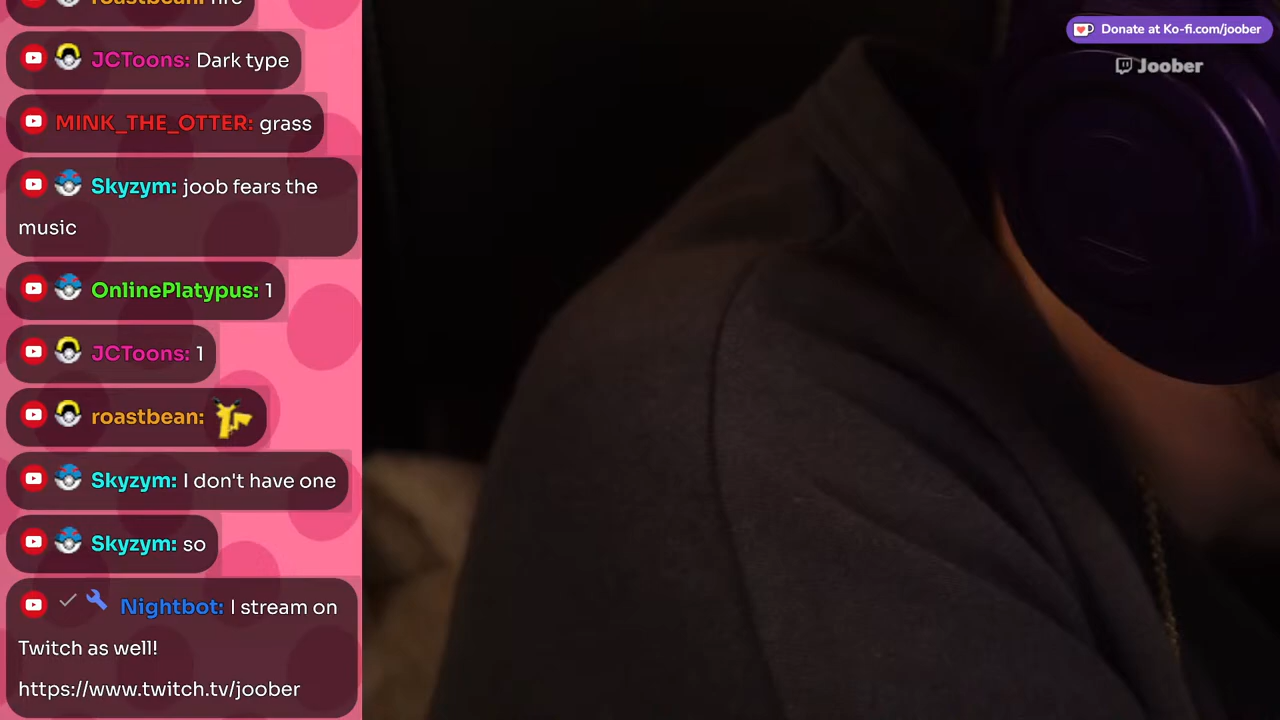 Donate at Ko-fi.com/joober
Joober
JCToons: Dark type
MINK_THE_OTTER: grass
Skyzym: joob fears the
music
OnlinePlatypus: 1
JCToons: 1
roastbean:
Skyzym: I don't have one
Skyzym: so
Nightbot: I stream on
Twitch as well!
https://www.twitch.tv/joober